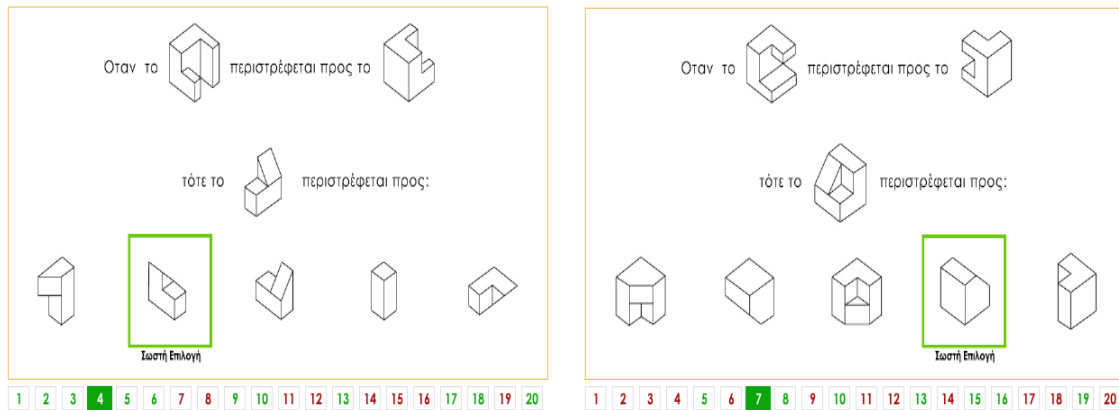 Οταν το περιστρέφεται προς το
τότε το περιστρέφεται προς:
Σωστή Επιλογή
1 2 3 4 5 6 7 8 9 10 11 12 13 14 15 16 17 18 19 20
Οταν το περιστρέφεται προς το
τότε το περιστρέφεται προς:
Σωστή Επιλογή
1 2 3 4 5 6 7 8 9 10 11 12 13 14 15 16 17 18 19 20